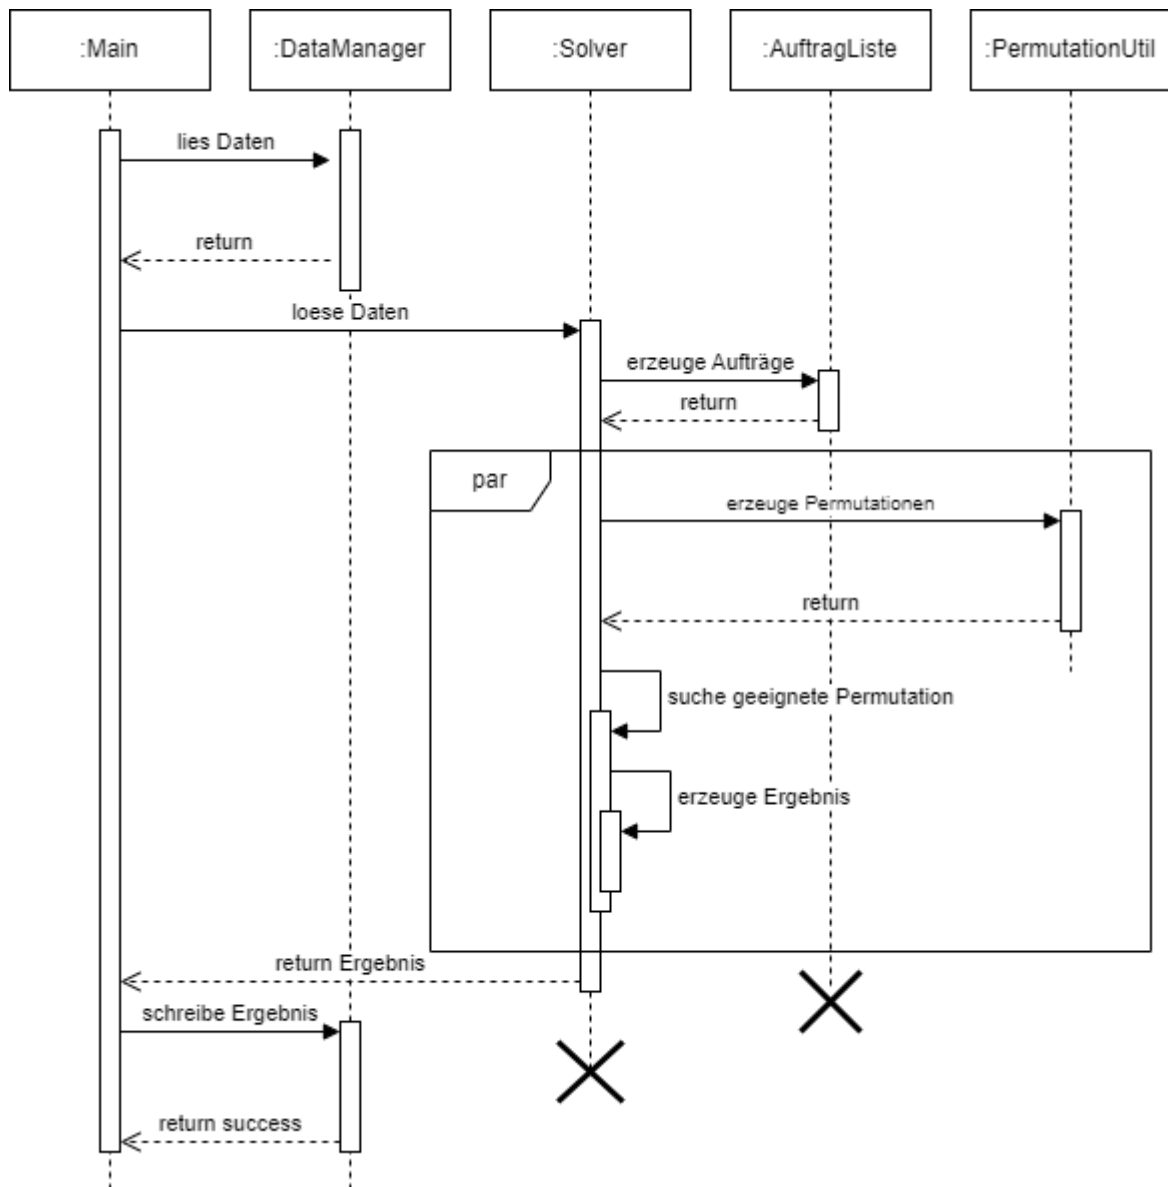 :Main
:DataManager
:Solver
:AuftragListe
:PermutationUtil
lies Daten
return
loese Daten
erzeuge Aufträge
return
par
erzeuge Permutationen
return
suche geeignete Permutation
erzeuge Ergebnis
return Ergebnis
schreibe Ergebnis
return success